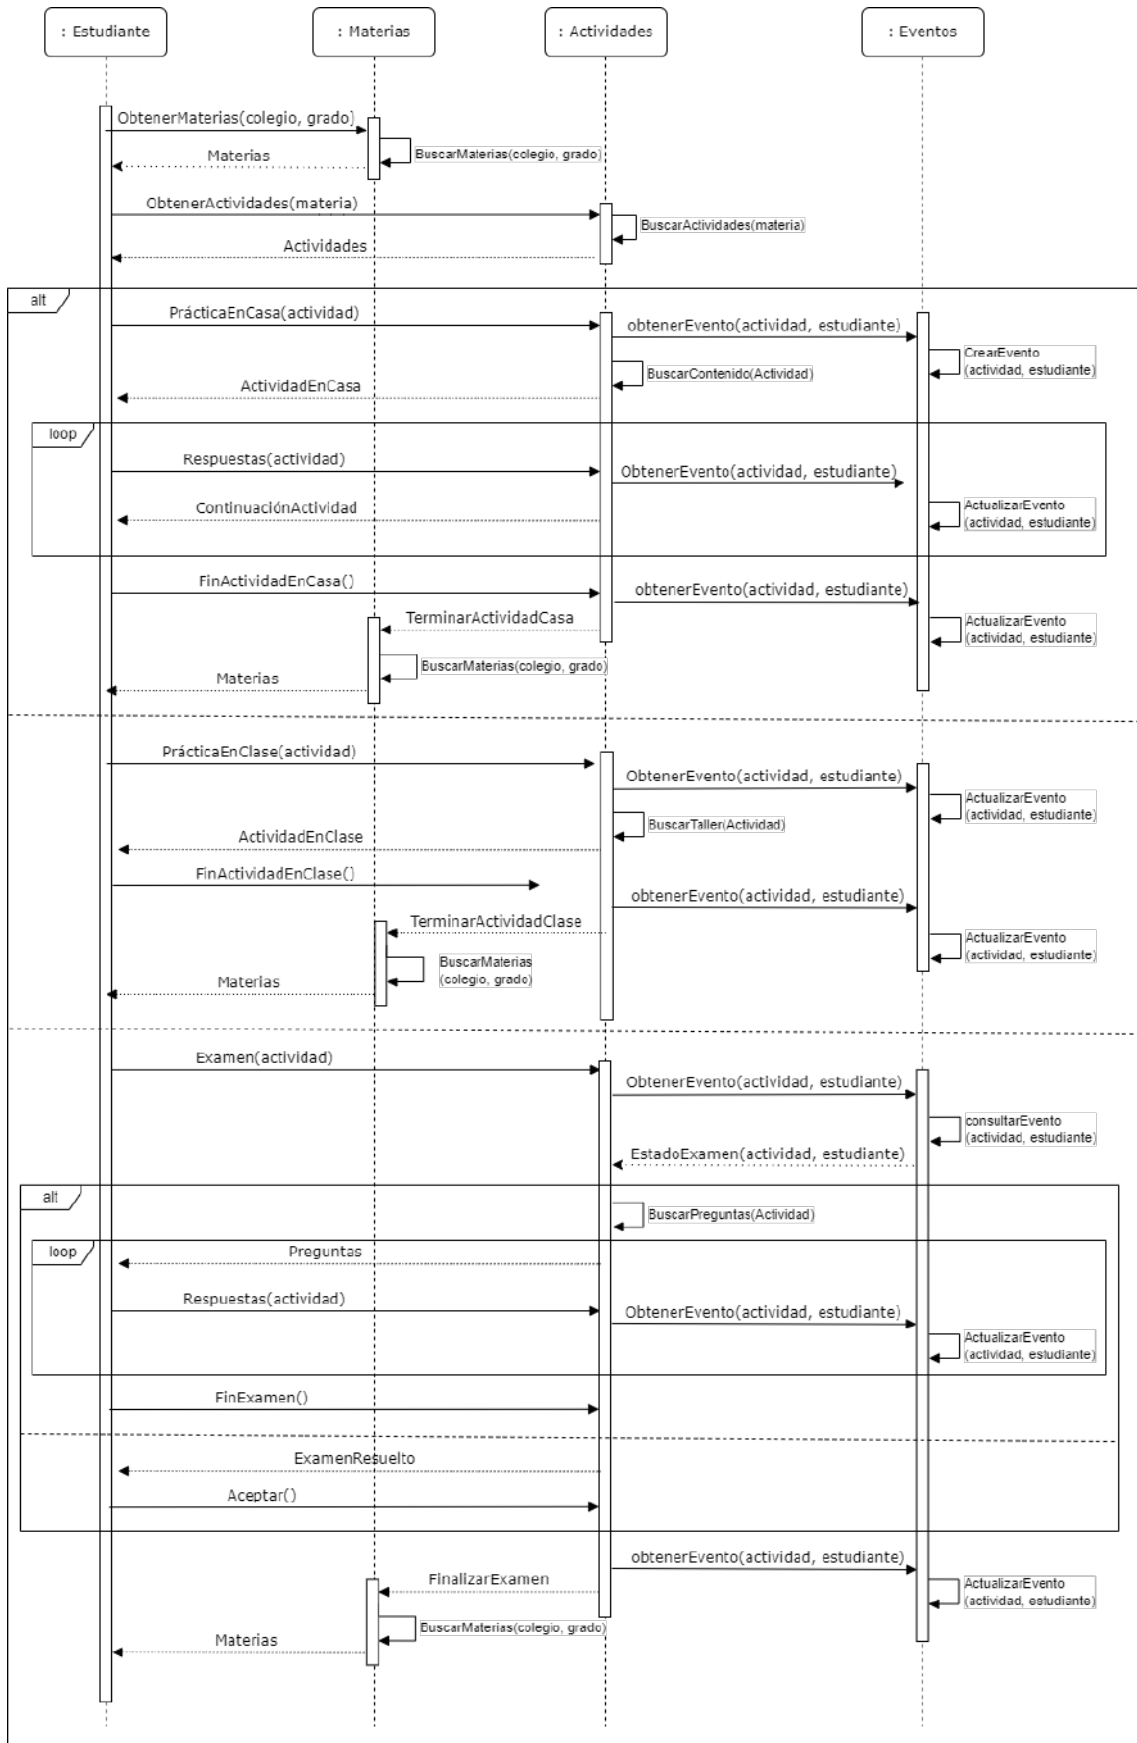 : Estudiante
: Materias
: Actividades
: Eventos
ObtenerMaterias(colegio, grado)
BuscarMaterias(colegio, grado)
Materias
ObtenerActividades(materia)
BuscarActividades(materia)
Actividades
alt
PrácticaEnCasa(actividad)
obtenerEvento(actividad, estudiante)
CrearEvento
(actividad, estudiante)
BuscarContenido(Actividad)
ActividadEnCasa
loop
Respuestas(actividad)
ObtenerEvento(actividad, estudiante)
ContinuaciónActividad
ActualizarEvento
(actividad, estudiante)
FinActividadEnCasa()
obtenerEvento(actividad, estudiante)
TerminarActividadCasa
ActualizarEvento
(actividad, estudiante)
BuscarMaterias(colegio, grado)
Materias
PrácticaEnClase(actividad)
ObtenerEvento(actividad, estudiante)
ActualizarEvento
(actividad, estudiante)
BuscarTaller(Actividad)
ActividadEnClase
FinActividadEnClase()
obtenerEvento(actividad, estudiante)
TerminarActividadClase
ActualizarEvento
(actividad, estudiante)
BuscarMaterias
(colegio, grado)
Materias
Examen(actividad)
ObtenerEvento(actividad, estudiante)
consultarEvento
(actividad, estudiante)
EstadoExamen(actividad, estudiante)
alt
BuscarPreguntas(Actividad)
loop
Preguntas
Respuestas(actividad)
ObtenerEvento(actividad, estudiante)
ActualizarEvento
(actividad, estudiante)
FinExamen()
ExamenResuelto
Aceptar()
obtenerEvento(actividad, estudiante)
FinalizarExamen
ActualizarEvento
(actividad, estudiante)
BuscarMaterias(colegio, grado)
Materias